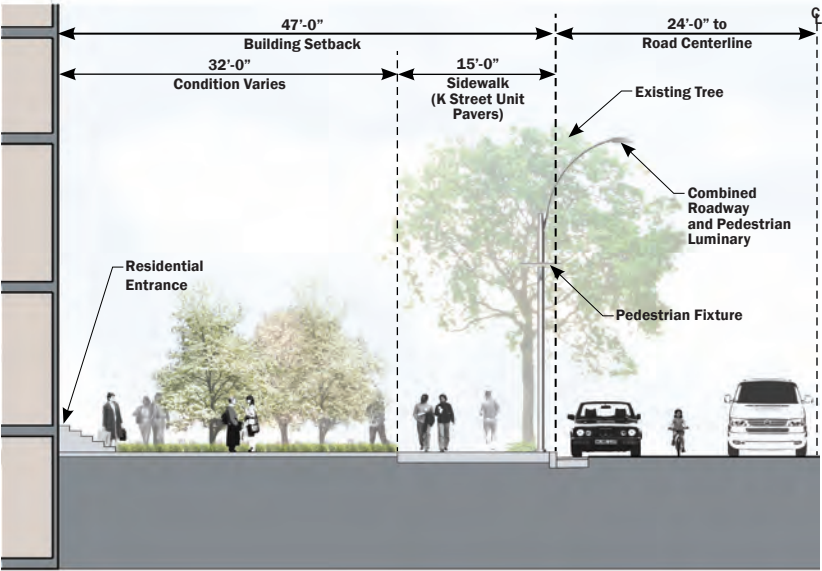 47’-0”
Building Setback
24’-0” to
Road Centerline
CL
32’-0”
Condition Varies
15’-0”
Sidewalk
(K Street Unit
Pavers)
Existing Tree
Combined
Roadway
and Pedestrian
Luminary
Residential
Entrance
Pedestrian Fixture